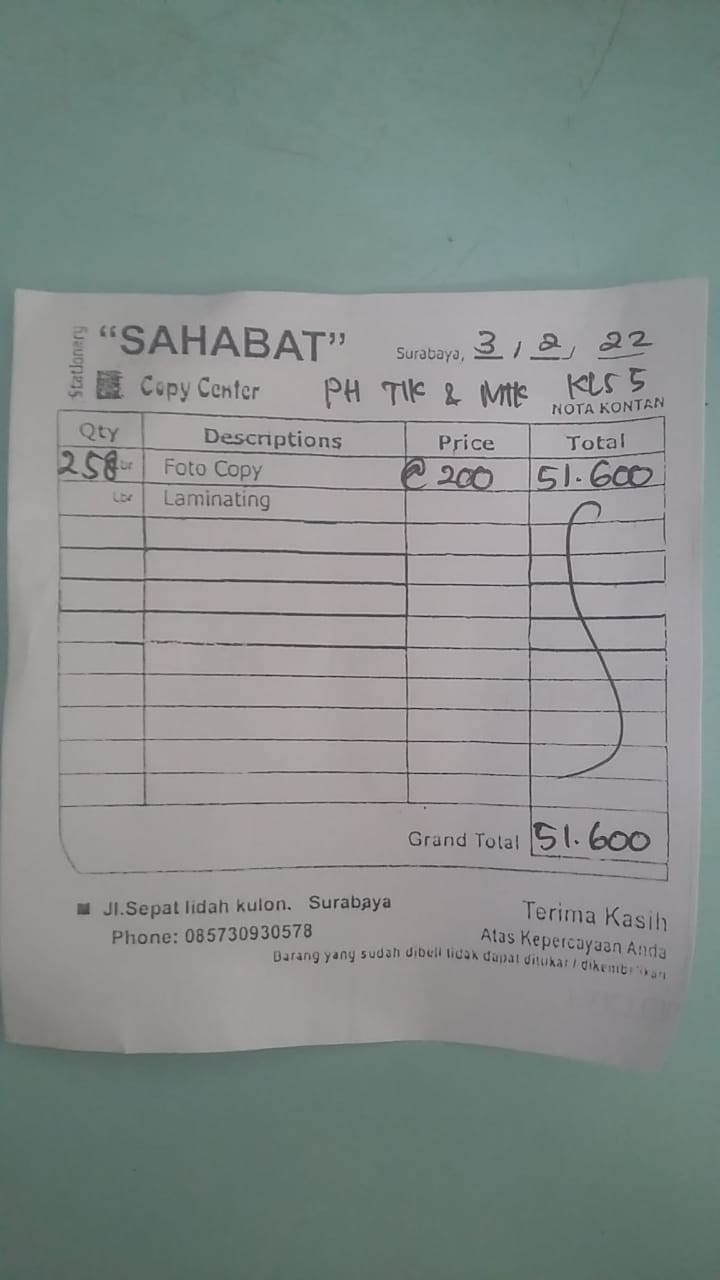 Stationery
"SAHABAT"
Surabaya, 3, 2, 22
Copy Center PH TIK & MTK KLS 5
NOTA KONTAN
Qty Descriptions Price Total
258 Lbr Foto Copy @ 200 51.600
Lbr Laminating
Grand Total 51.600
Jl.Sepat lidah kulon. Surabaya
Phone: 085730930578
Terima Kasih
Atas Kepercayaan Anda
Barang yang sudah dibeli tidak dapat ditukar / dikembalikan